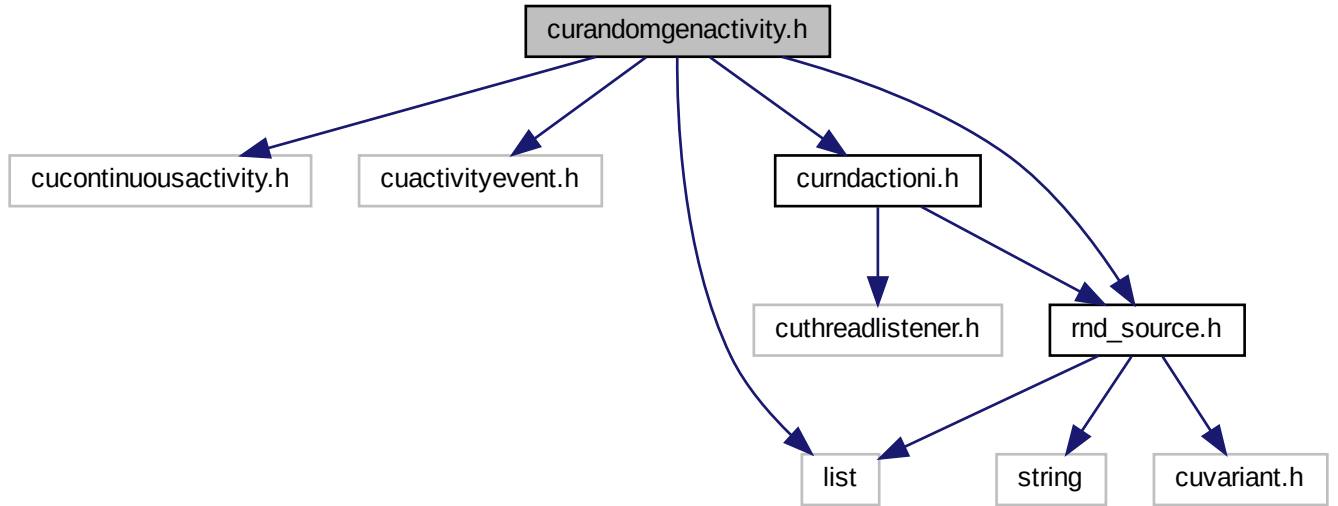 curandomgenactivity.h
cucontinuousactivity.h
cuactivityevent.h
curndactioni.h
cuthreadlistener.h
rnd_source.h
list
string
cuvariant.h